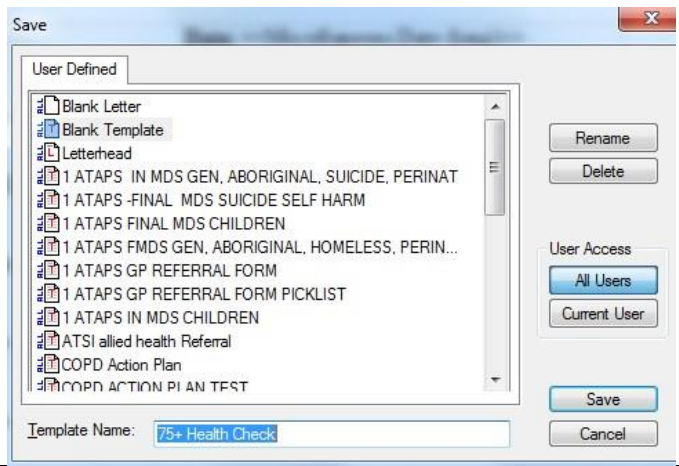 Save
User Defined
Blank Letter
Blank Template
Letterhead
1 ATAPS IN MDS GEN, ABORIGINAL, SUICIDE, PERINAT
1 ATAPS -FINAL MDS SUICIDE SELF HARM
1 ATAPS FINAL MDS CHILDREN
1 ATAPS FMDS GEN, ABORIGINAL, HOMELESS, PERIN...
1 ATAPS GP REFERRAL FORM
1 ATAPS GP REFERRAL FORM PICKLIST
1 ATAPS IN MDS CHILDREN
ATSI allied health Referral
COPD Action Plan
COPD ACTION PLAN TEST
Rename
Delete
User Access
All Users
Current User
Save
Cancel
Template Name: 75+ Health Check